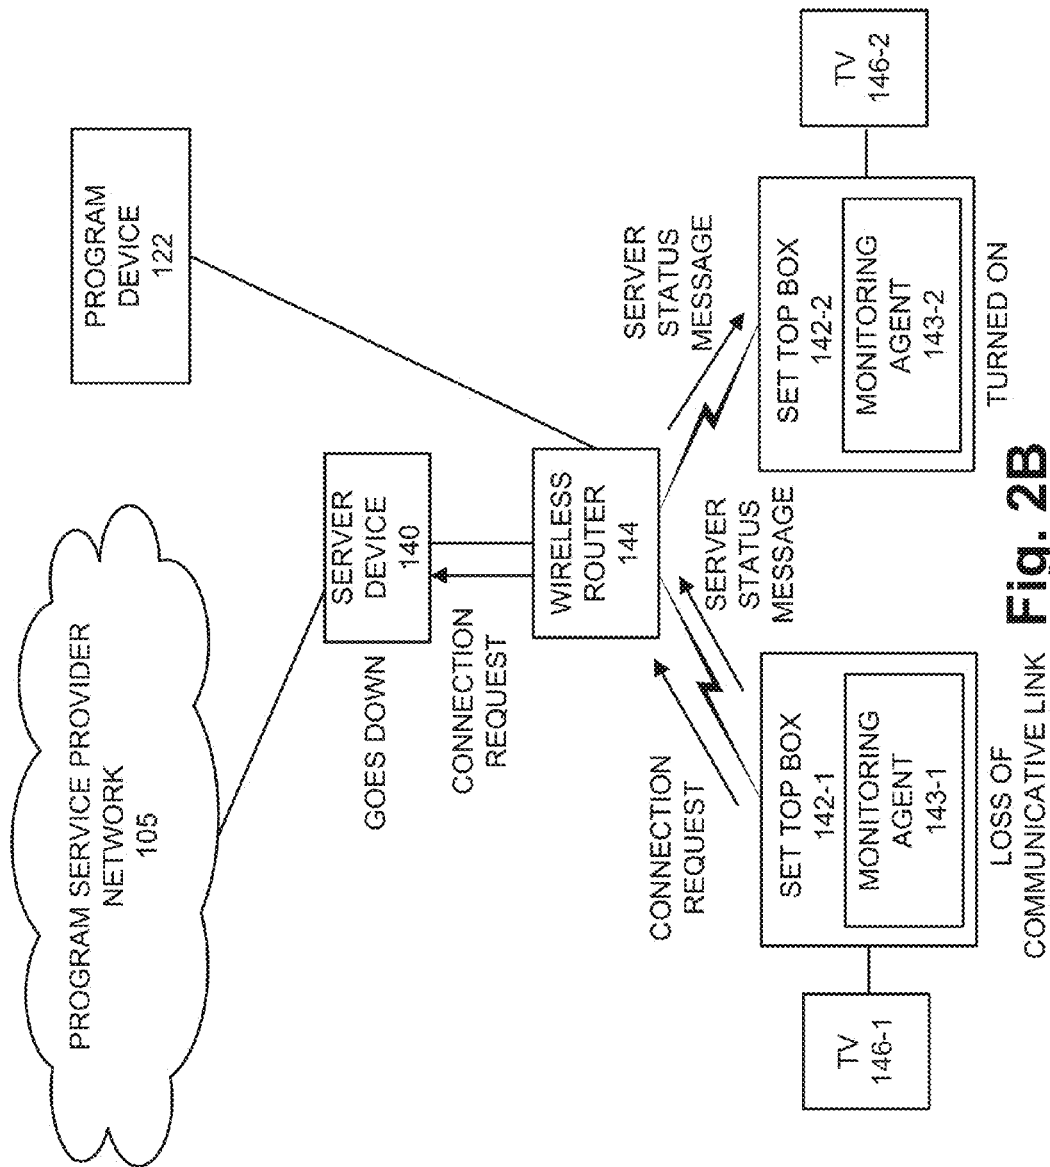 PROGRAM SERVICE PROVIDER
NETWORK
105
PROGRAM
DEVICE
122
SERVER
DEVICE
140
GOES DOWN
CONNECTION
REQUEST
WIRELESS
ROUTER
144
CONNECTION
REQUEST
SERVER
STATUS
MESSAGE
SERVER
STATUS
MESSAGE
TV
146-1
SET TOP BOX
142-1
MONITORING
AGENT
143-1
LOSS OF
COMMUNICATIVE LINK
SET TOP BOX
142-2
MONITORING
AGENT
143-2
TURNED ON
TV
146-2
Fig. 2B